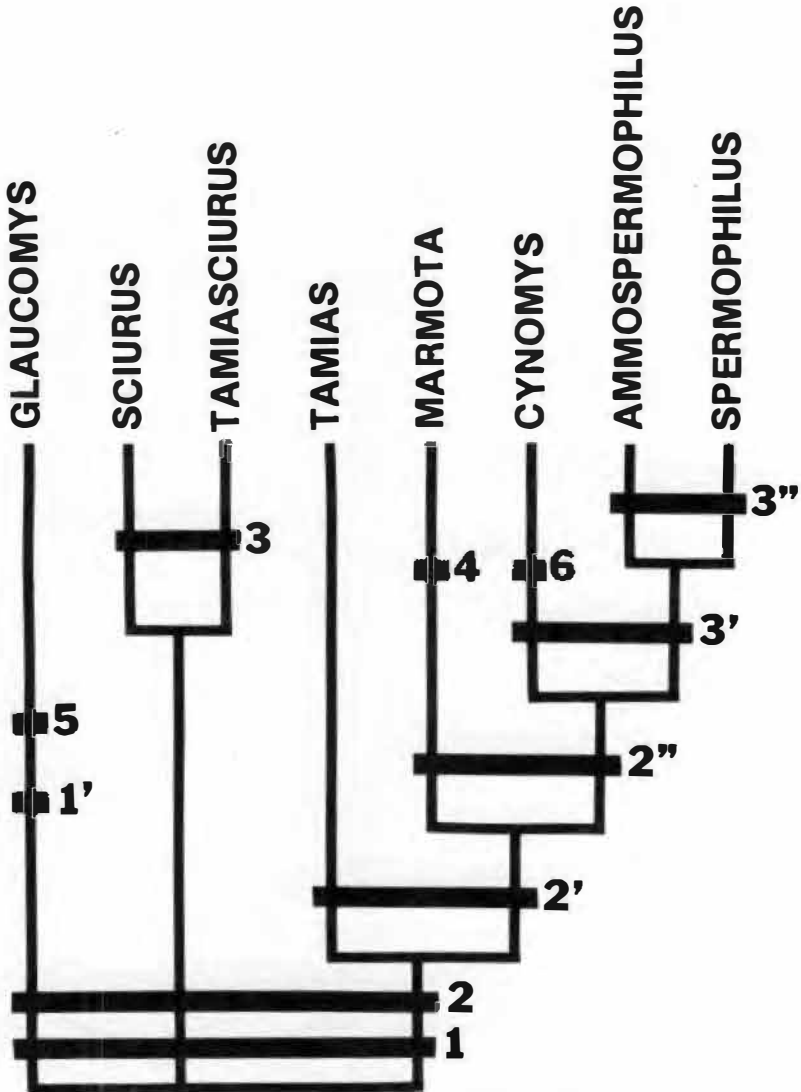 GLAUCOMYS
SCIURUS
TAMIASCIURUS
TAMIAS
MARMOTA
CYNOMYS
AMMOSPERMOPHILUS
SPERMOPHILUS
3”
3
4
6
3’
5
2”
1’
2’
2
1